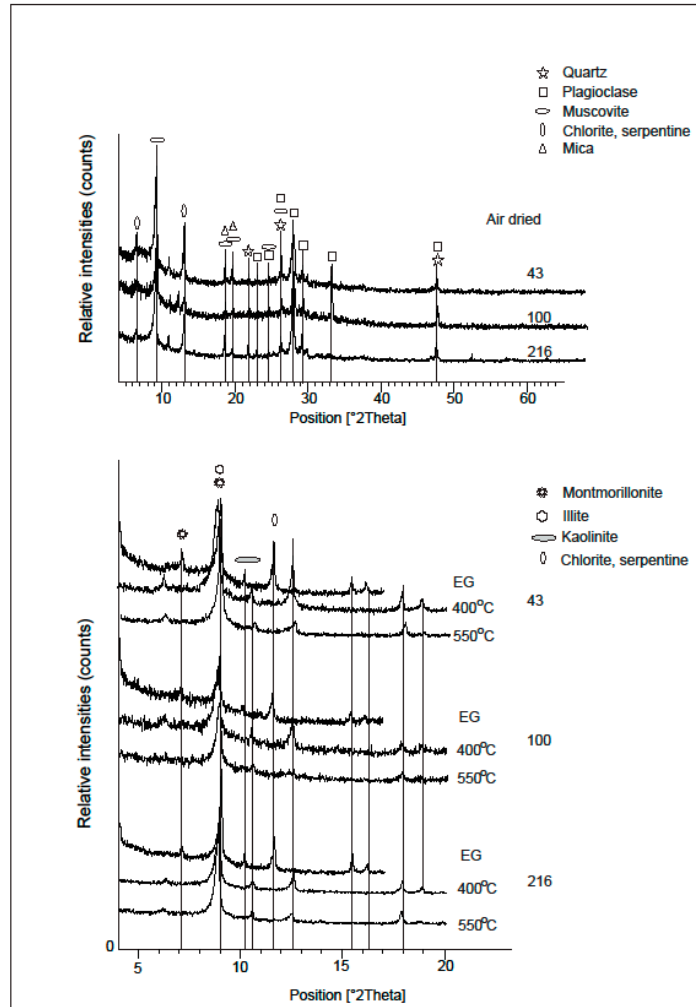 Quartz
Plagioclase
Muscovite
Chlorite, serpentine
Mica
Relative intensities (counts)
Air dried
43
100
216
10 20 30 40 50 60
Position [°2Theta]
Montmorillonite
Illite
Kaolinite
Chlorite, serpentine
Relative intensities (counts)
EG
400°C 43
550°C
EG
400°C 100
550°C
EG
400°C 216
550°C
0
5 10 15 20
Position [°2Theta]